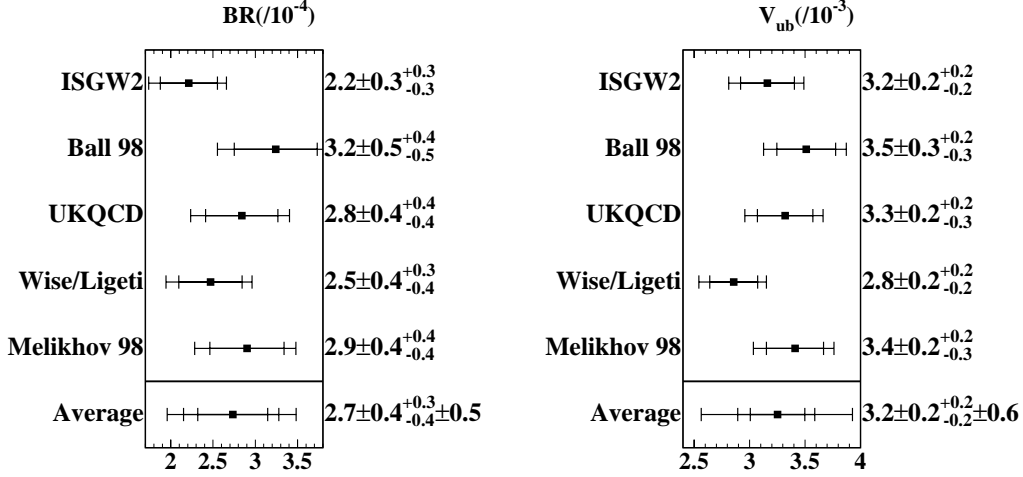 BR(/10⁻⁴)
ISGW2 2.2±0.3 +0.3 -0.3
Ball 98 3.2±0.5 +0.4 -0.5
UKQCD 2.8±0.4 +0.4 -0.4
Wise/Ligeti 2.5±0.4 +0.3 -0.4
Melikhov 98 2.9±0.4 +0.4 -0.4
Average 2.7±0.4 +0.3 -0.4 ±0.5
2 2.5 3 3.5
V_ub(/10⁻³)
ISGW2 3.2±0.2 +0.2 -0.2
Ball 98 3.5±0.3 +0.2 -0.3
UKQCD 3.3±0.2 +0.2 -0.3
Wise/Ligeti 2.8±0.2 +0.2 -0.2
Melikhov 98 3.4±0.2 +0.2 -0.3
Average 3.2±0.2 +0.2 -0.2 ±0.6
2.5 3 3.5 4